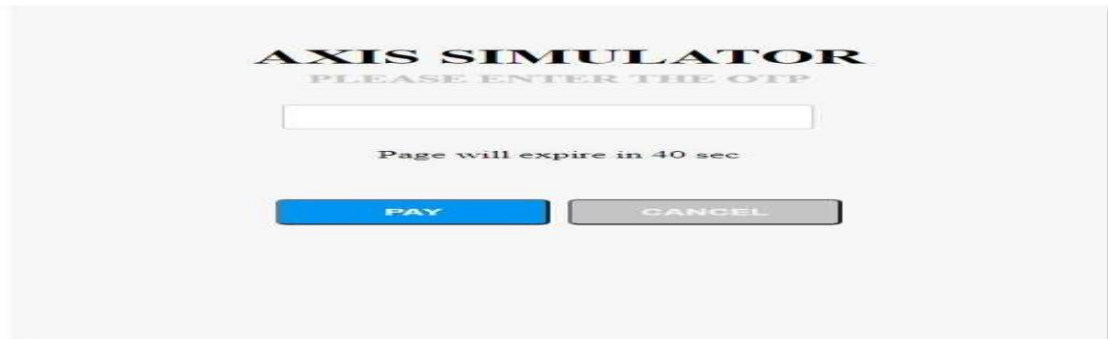 AXIS SIMULATOR
PLEASE ENTER THE OTP
Page will expire in 40 sec
PAY CANCEL